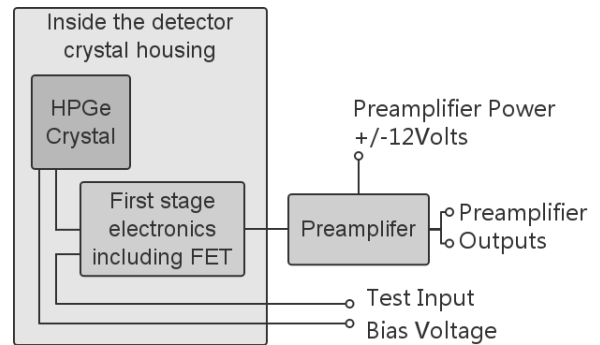 Inside the detector
crystal housing
HPGe
Crystal
Preamplifier Power
+/-12Volts
First stage
electronics
including FET
Preamplifer
Preamplifier
Outputs
Test Input
Bias Voltage